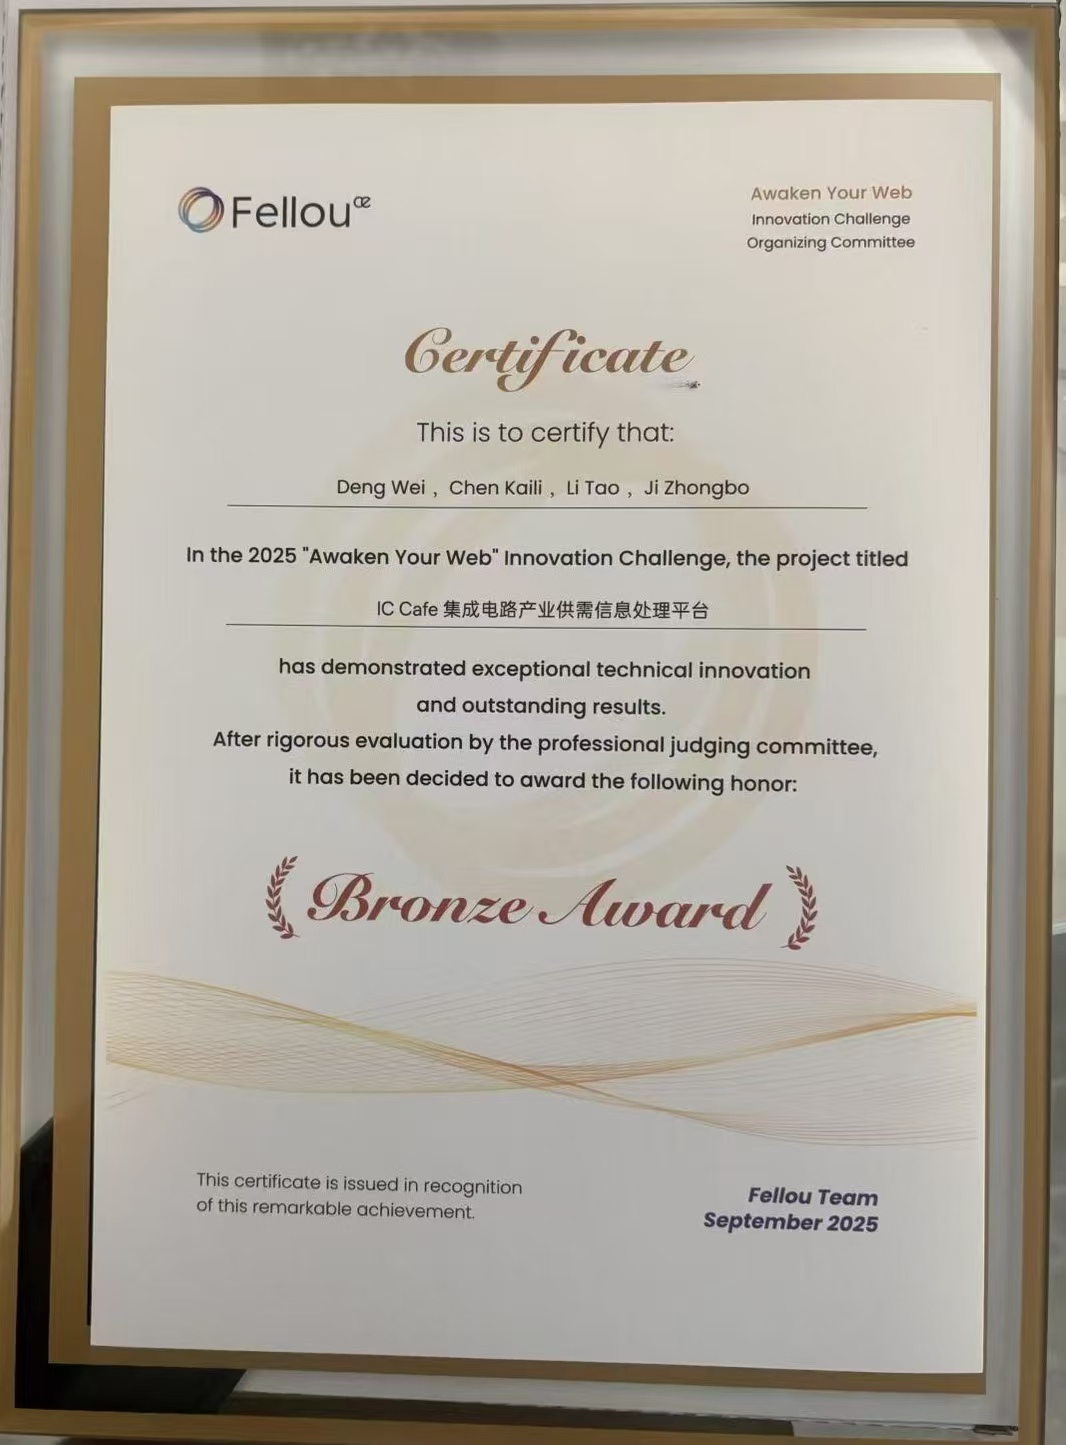 Fellou œ
Awaken Your Web
Innovation Challenge
Organizing Committee
Certificate
This is to certify that:
Deng Wei ,  Chen Kaili ,  Li Tao ,  Ji Zhongbo
In the 2025 "Awaken Your Web" Innovation Challenge, the project titled
IC Cafe 集成电路产业供需信息处理平台
has demonstrated exceptional technical innovation
and outstanding results.
After rigorous evaluation by the professional judging committee,
it has been decided to award the following honor:
Bronze Award
This certificate is issued in recognition
of this remarkable achievement.
Fellou Team
September 2025